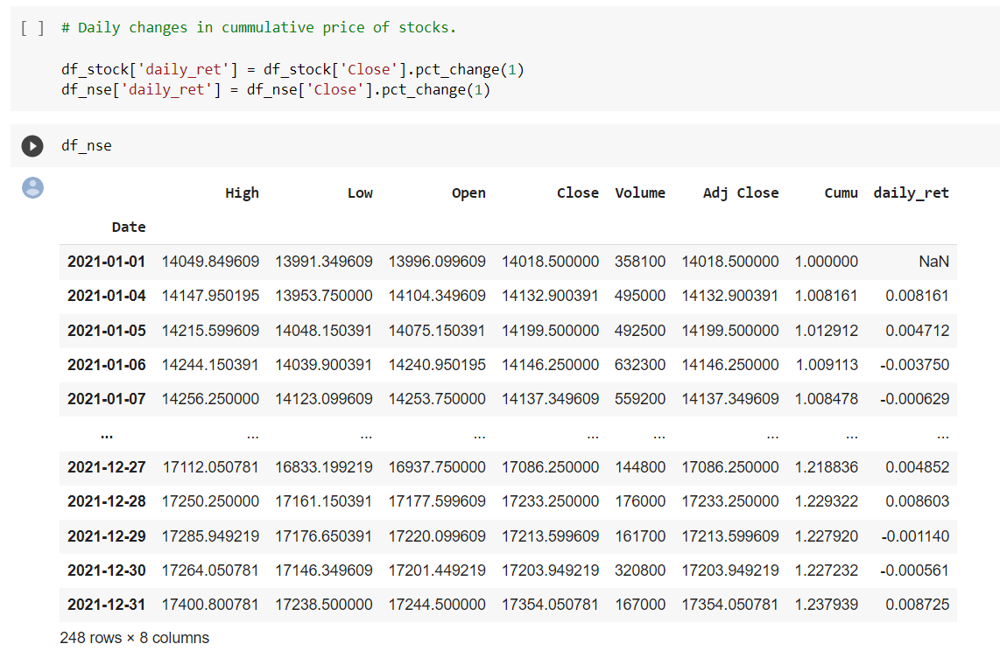 [ ] # Daily changes in cummulative price of stocks.
df_stock['daily_ret'] = df_stock['Close'].pct_change(1)
df_nse['daily_ret'] = df_nse['Close'].pct_change(1)
df_nse
High Low Open Close Volume Adj Close Cumu daily_ret
Date
2021-01-01 14049.849609 13991.349609 13996.099609 14018.500000 358100 14018.500000 1.000000 NaN
2021-01-04 14147.950195 13953.750000 14104.349609 14132.900391 495000 14132.900391 1.008161 0.008161
2021-01-05 14215.599609 14048.150391 14075.150391 14199.500000 492500 14199.500000 1.012912 0.004712
2021-01-06 14244.150391 14039.900391 14240.950195 14146.250000 632300 14146.250000 1.009113 -0.003750
2021-01-07 14256.250000 14123.099609 14253.750000 14137.349609 559200 14137.349609 1.008478 -0.000629
... ... ... ... ... ... ... ... ...
2021-12-27 17112.050781 16833.199219 16937.750000 17086.250000 144800 17086.250000 1.218836 0.004852
2021-12-28 17250.250000 17161.150391 17177.599609 17233.250000 176000 17233.250000 1.229322 0.008603
2021-12-29 17285.949219 17176.650391 17220.099609 17213.599609 161700 17213.599609 1.227920 -0.001140
2021-12-30 17264.050781 17146.349609 17201.449219 17203.949219 320800 17203.949219 1.227232 -0.000561
2021-12-31 17400.800781 17238.500000 17244.500000 17354.050781 167000 17354.050781 1.237939 0.008725
248 rows × 8 columns